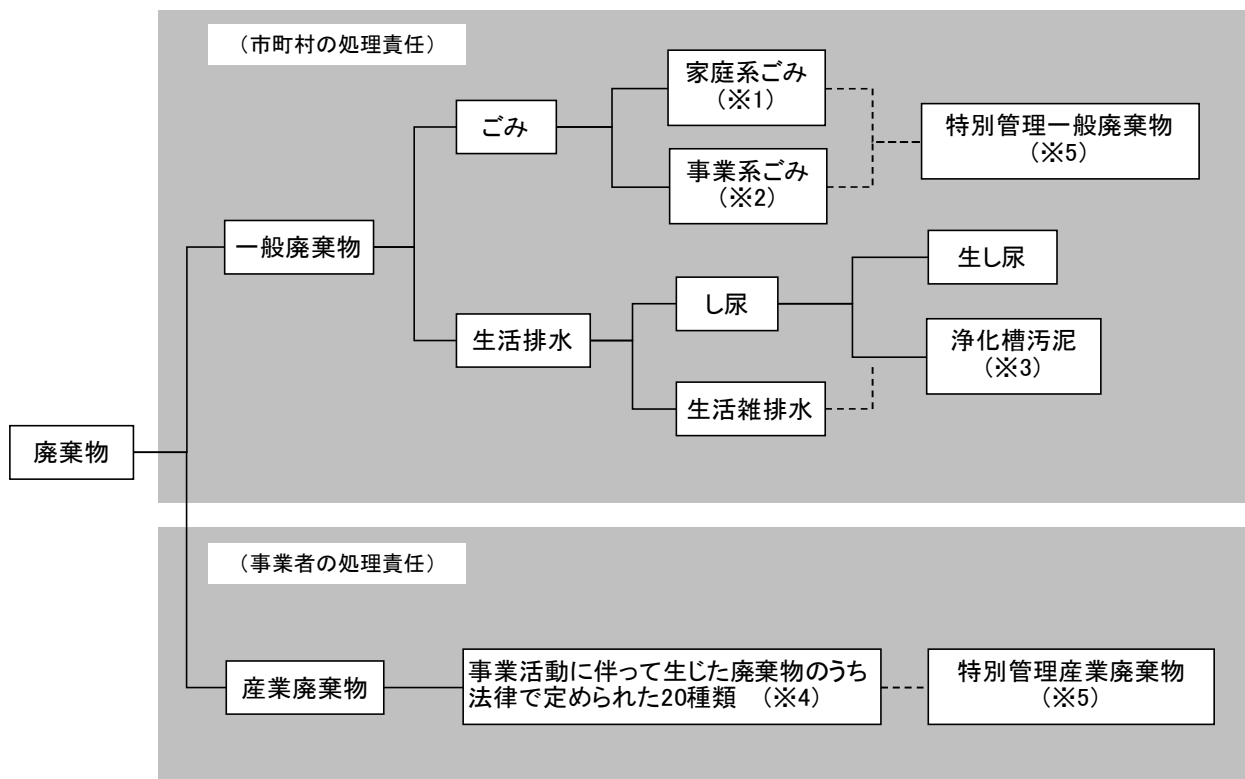 （市町村の処理責任）
家庭系ごみ
（※1）
ごみ
特別管理一般廃棄物
（※5）
事業系ごみ
（※2）
一般廃棄物
生し尿
し尿
生活排水
浄化槽汚泥
（※3）
生活雑排水
廃棄物
（事業者の処理責任）
産業廃棄物
事業活動に伴って生じた廃棄物のうち
法律で定められた20種類　（※4）
特別管理産業廃棄物
（※5）